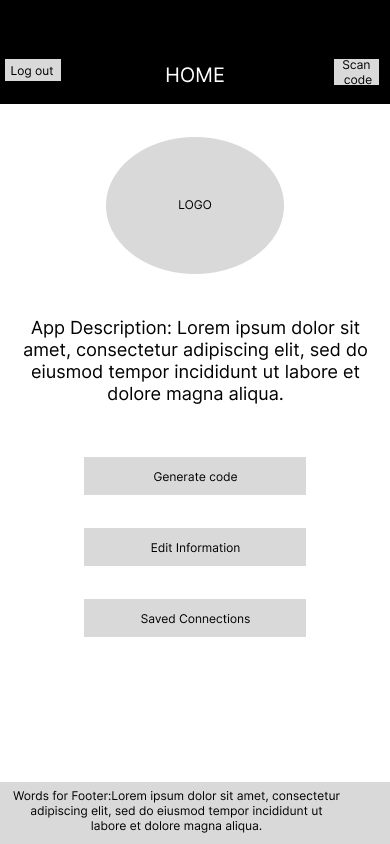 Log out
HOME
Scan
code
LOGO
App Description: Lorem ipsum dolor sit
amet, consectetur adipiscing elit, sed do
eiusmod tempor incididunt ut labore et
dolore magna aliqua.
Generate code
Edit Information
Saved Connections
Words for Footer:Lorem ipsum dolor sit amet, consectetur
adipiscing elit, sed do eiusmod tempor incididunt ut
labore et dolore magna aliqua.